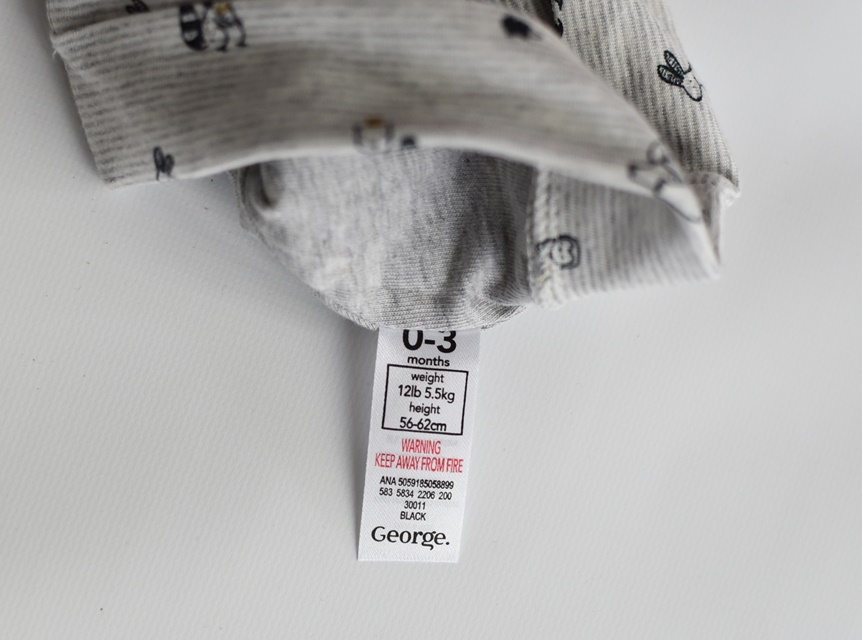 0-3
months
weight
12lb 5.5kg
height
56-62cm
WARNING
KEEP AWAY FROM FIRE
ANA 5059185058899
583 5834 2206 200
30011
BLACK
George.